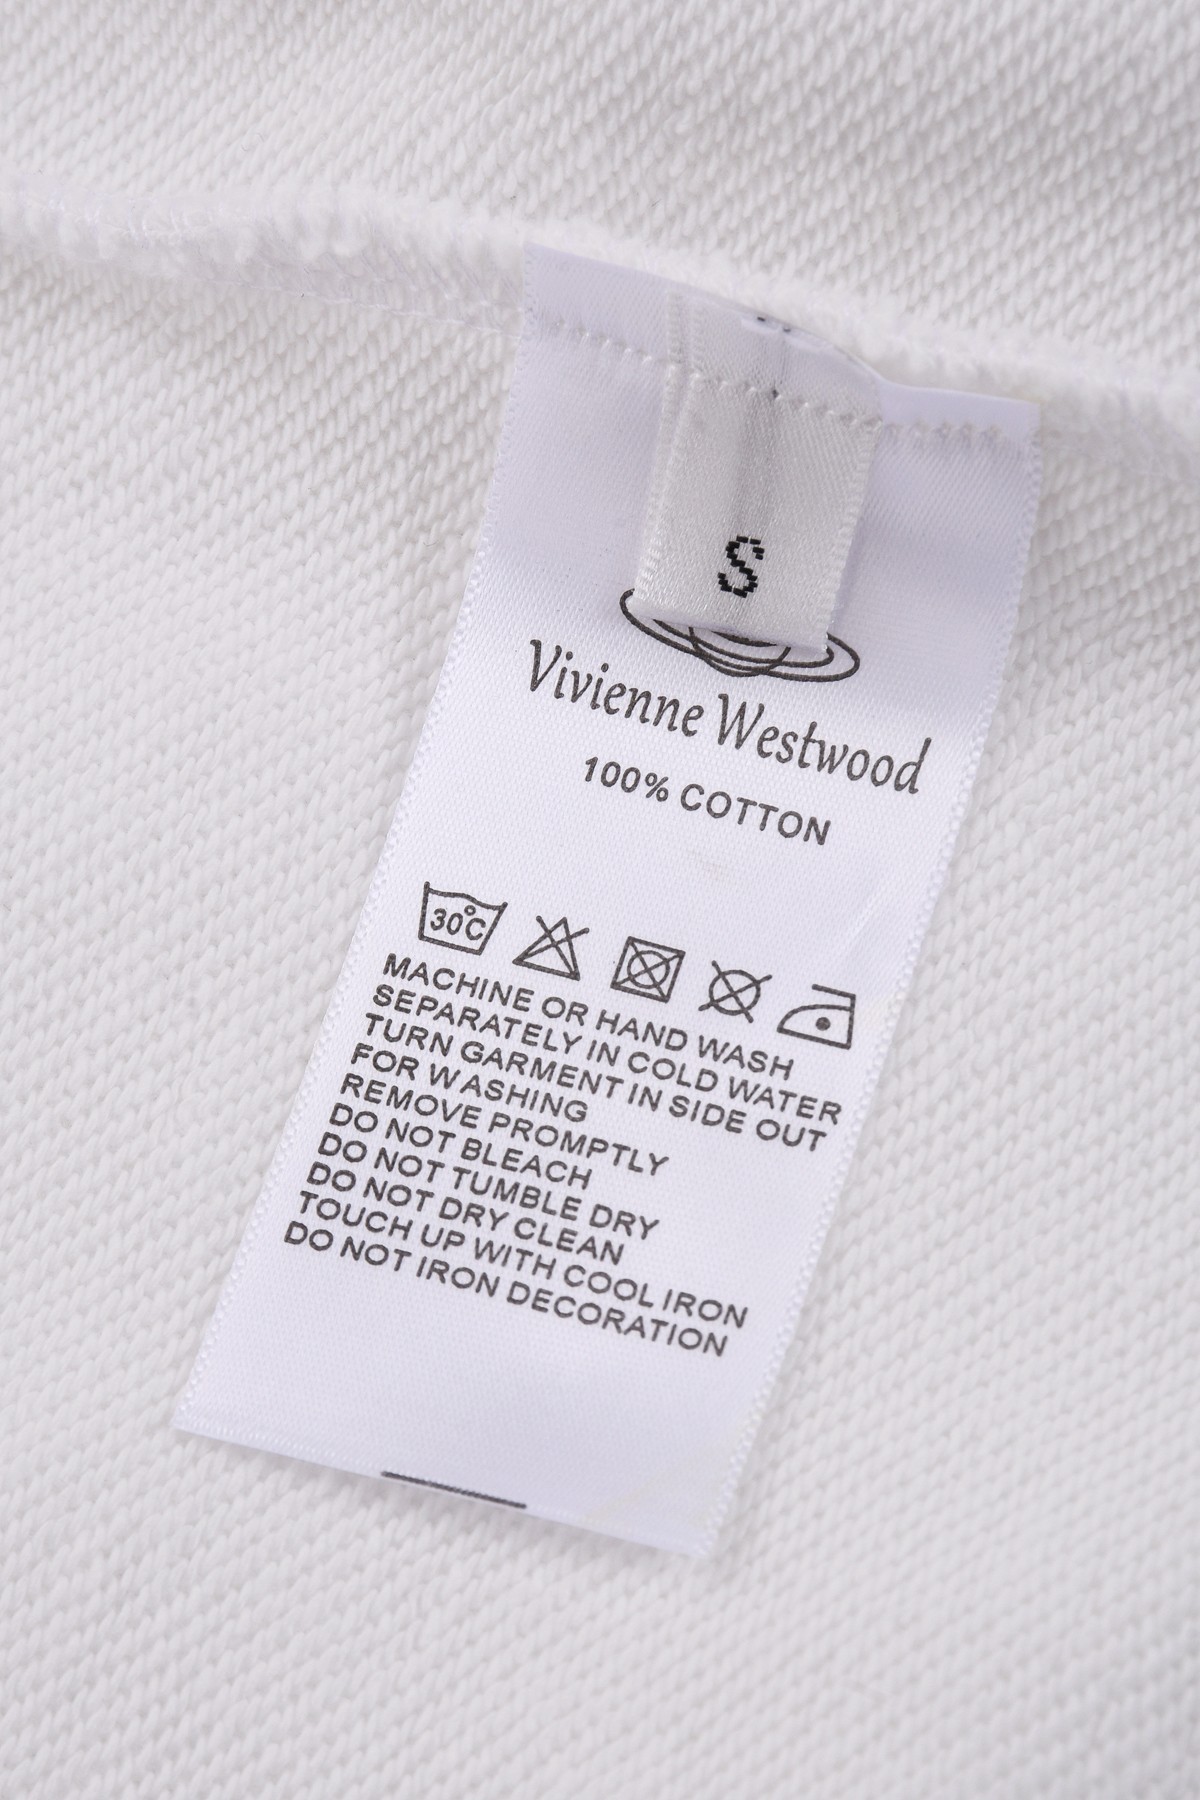 S
Vivienne Westwood
100% COTTON
30°C
MACHINE OR HAND WASH
SEPARATELY IN COLD WATER
TURN GARMENT IN SIDE OUT
FOR WASHING
REMOVE PROMPTLY
DO NOT BLEACH
DO NOT TUMBLE DRY
DO NOT DRY CLEAN
TOUCH UP WITH COOL IRON
DO NOT IRON DECORATION